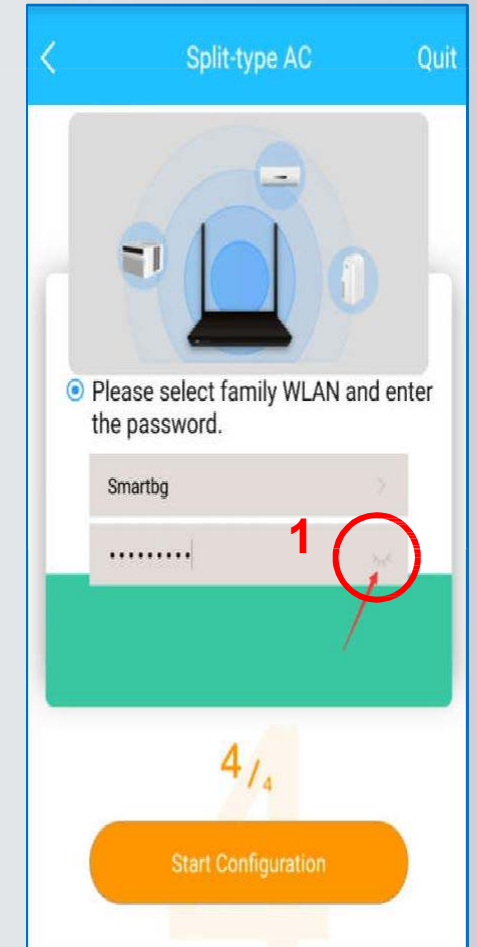 Split-type AC Quit
Please select family WLAN and enter
the password.
Smartbg
•••••••••
1
4/4
Start Configuration